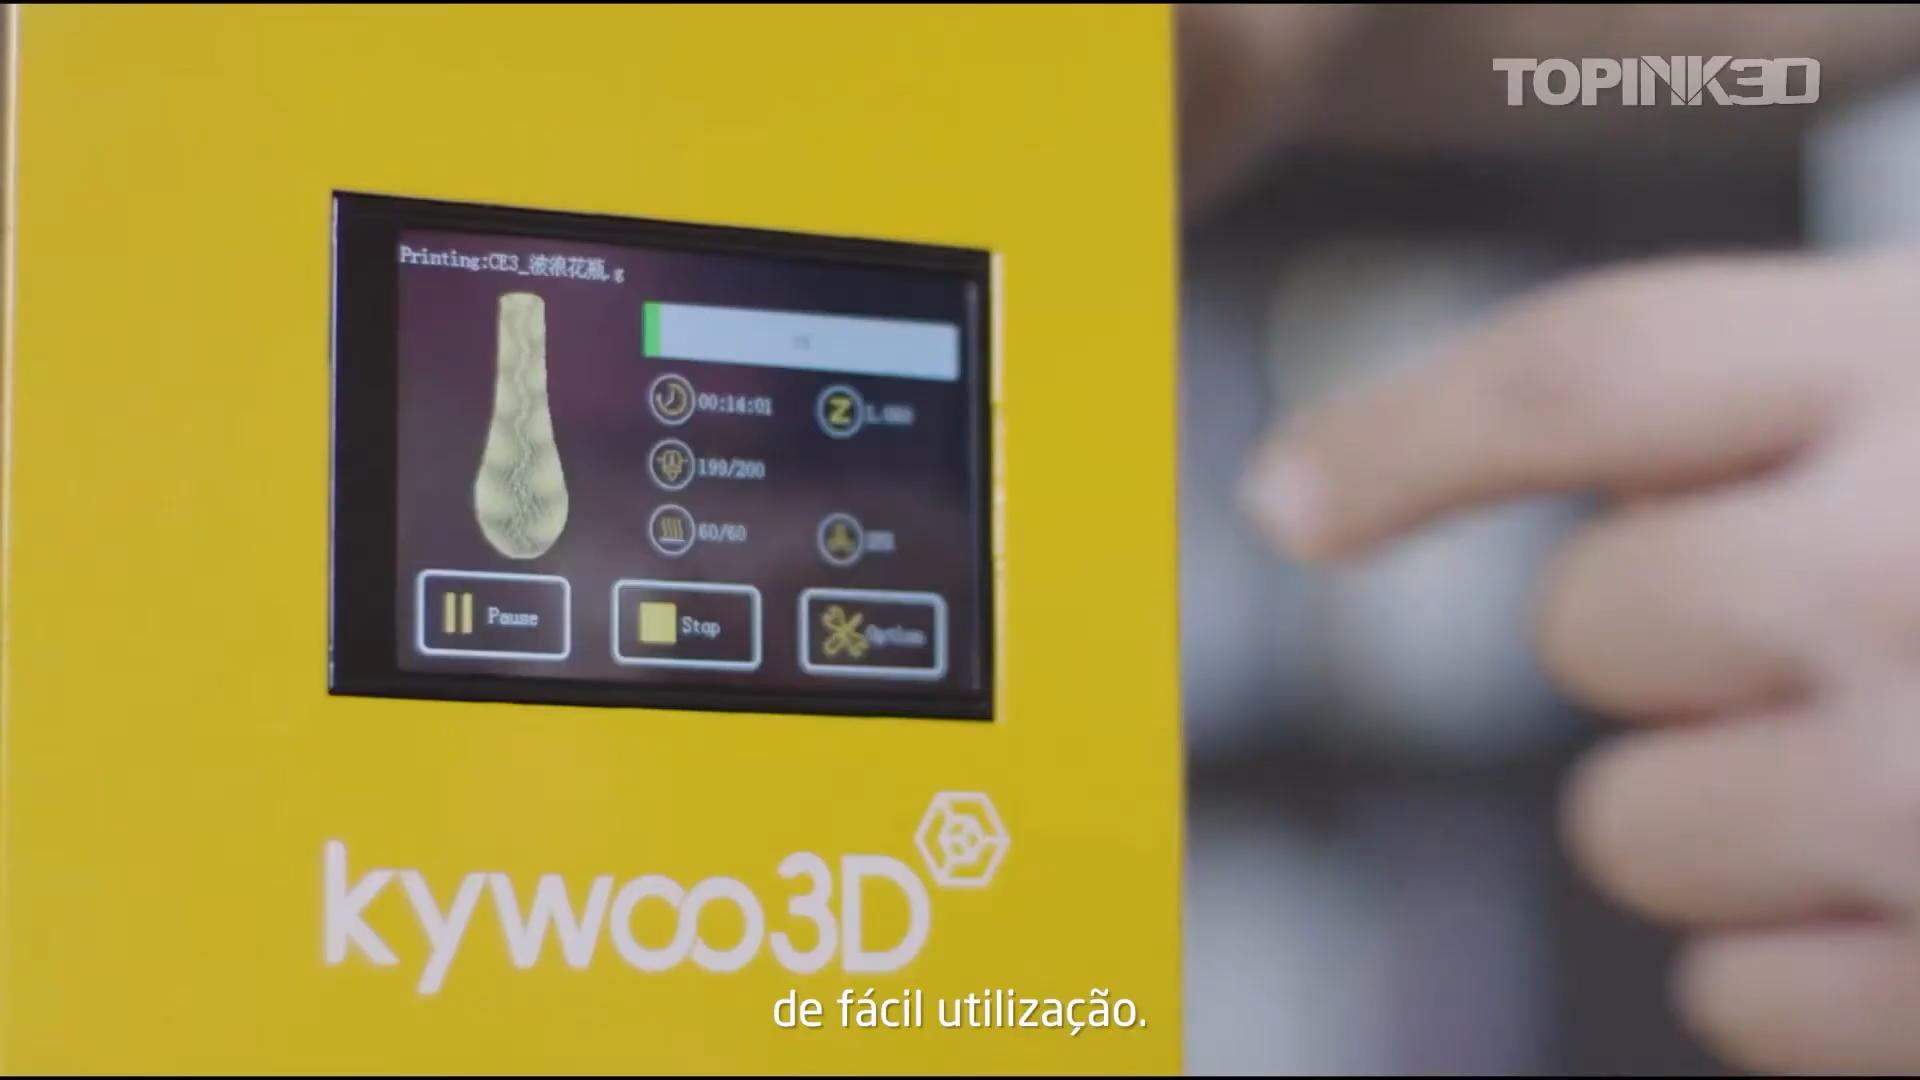 TOPINK3D
Printing:CE3_波浪花瓶.g
00:14:01
199/200
60/60
Pause
Stop
Option
kywoo3D
de fácil utilização.